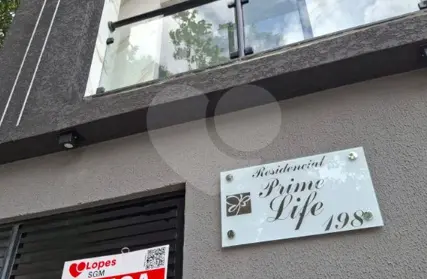 Residencial
Prime
Life
198
Lopes
SGM